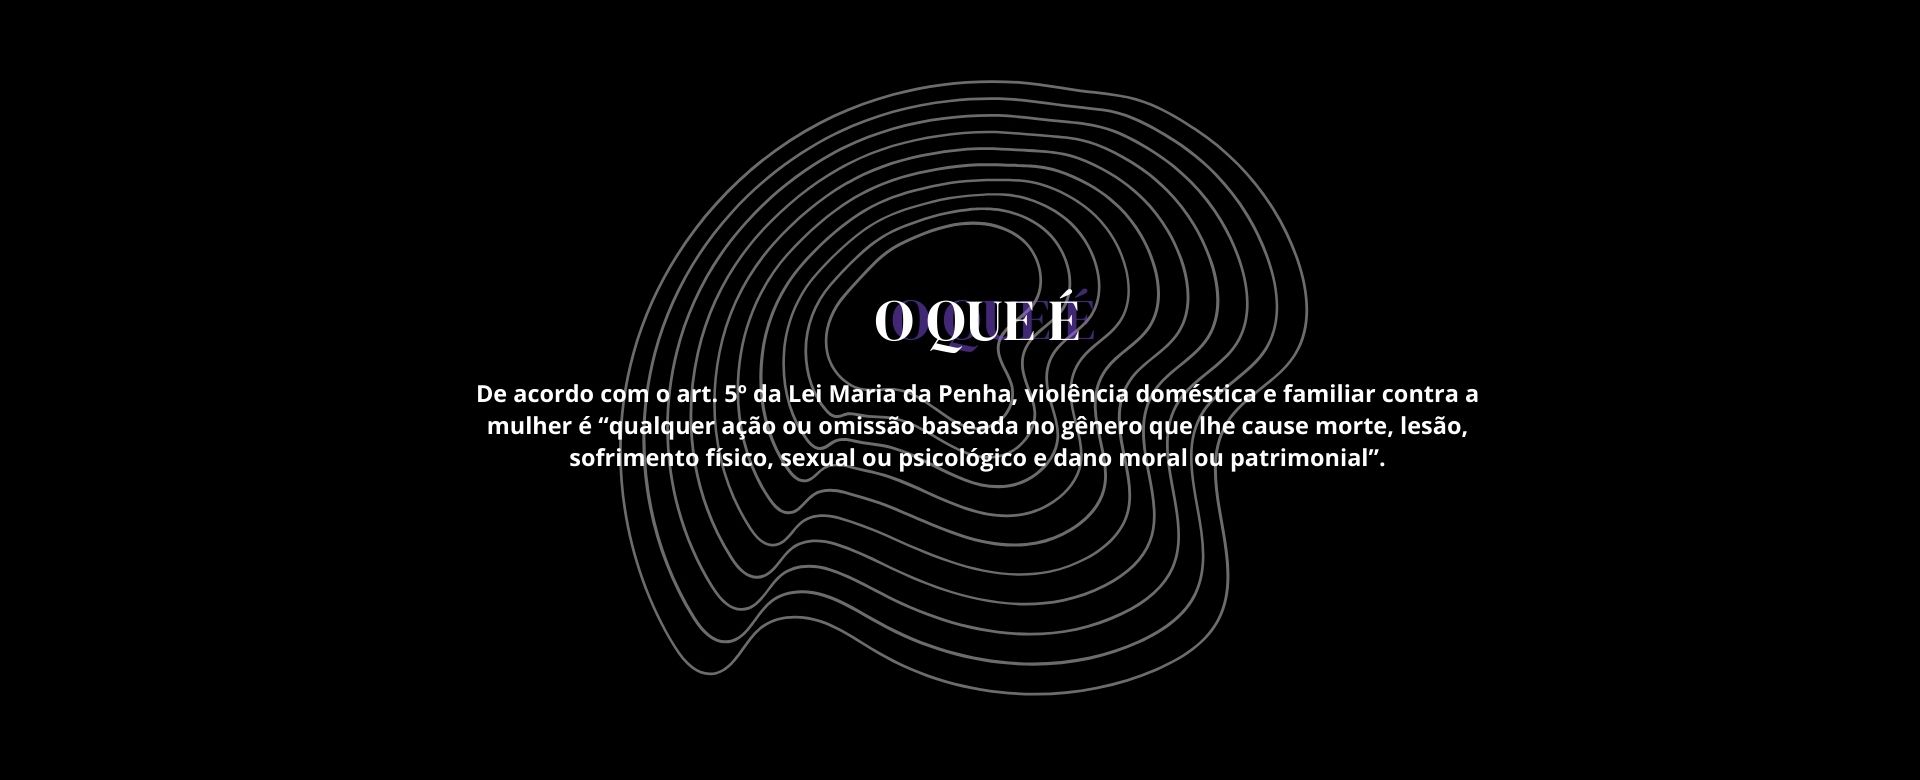 O QUE É
De acordo com o art. 5º da Lei Maria da Penha, violência doméstica e familiar contra a
mulher é “qualquer ação ou omissão baseada no gênero que lhe cause morte, lesão,
sofrimento físico, sexual ou psicológico e dano moral ou patrimonial”.